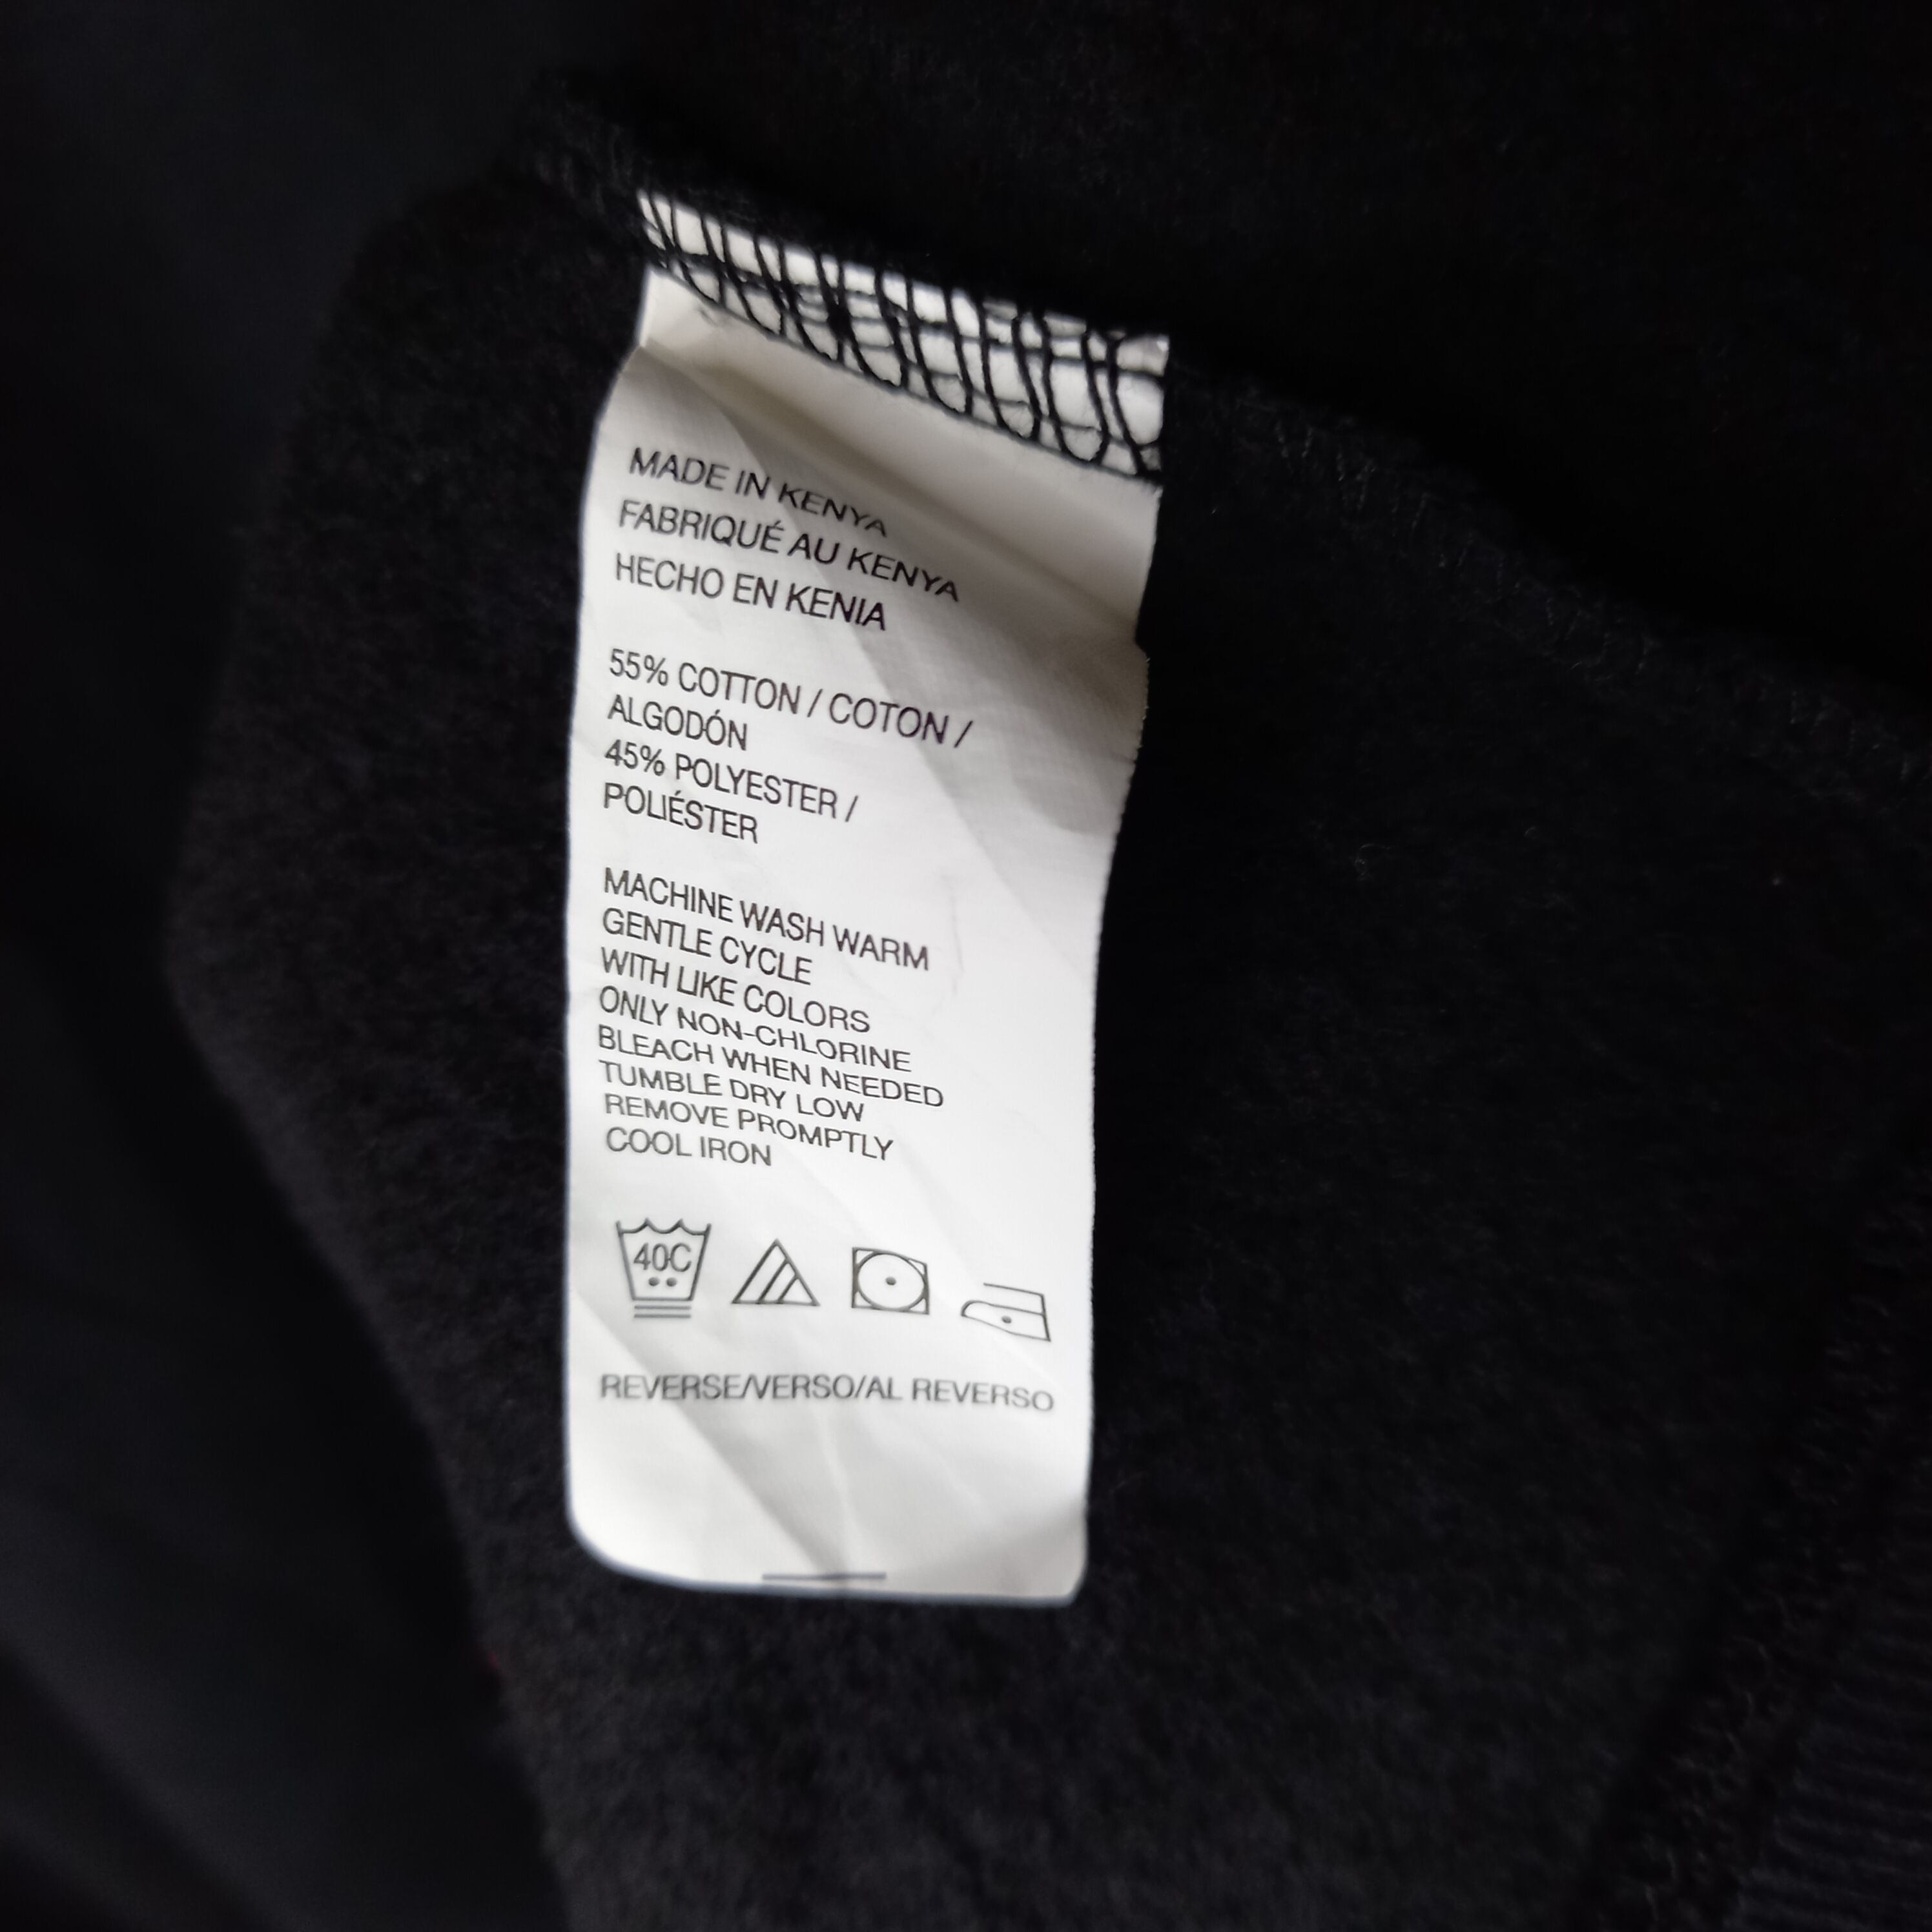 MADE IN KENYA
FABRIQUÉ AU KENYA
HECHO EN KENIA
55% COTTON / COTON /
ALGODÓN
45% POLYESTER /
POLIÉSTER
MACHINE WASH WARM
GENTLE CYCLE
WITH LIKE COLORS
ONLY NON-CHLORINE
BLEACH WHEN NEEDED
TUMBLE DRY LOW
REMOVE PROMPTLY
COOL IRON
40C
REVERSE/VERSO/AL REVERSO